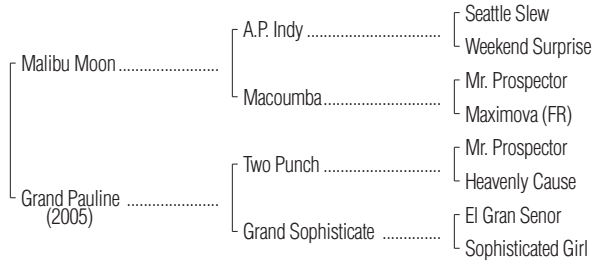 Seattle Slew
A.P. Indy ..............................
Weekend Surprise
Malibu Moon ......................
Mr. Prospector
Macoumba ..........................
Maximova (FR)
Mr. Prospector
Two Punch ..........................
Heavenly Cause
Grand Pauline ....................
(2005)
El Gran Senor
Grand Sophisticate .............
Sophisticated Girl